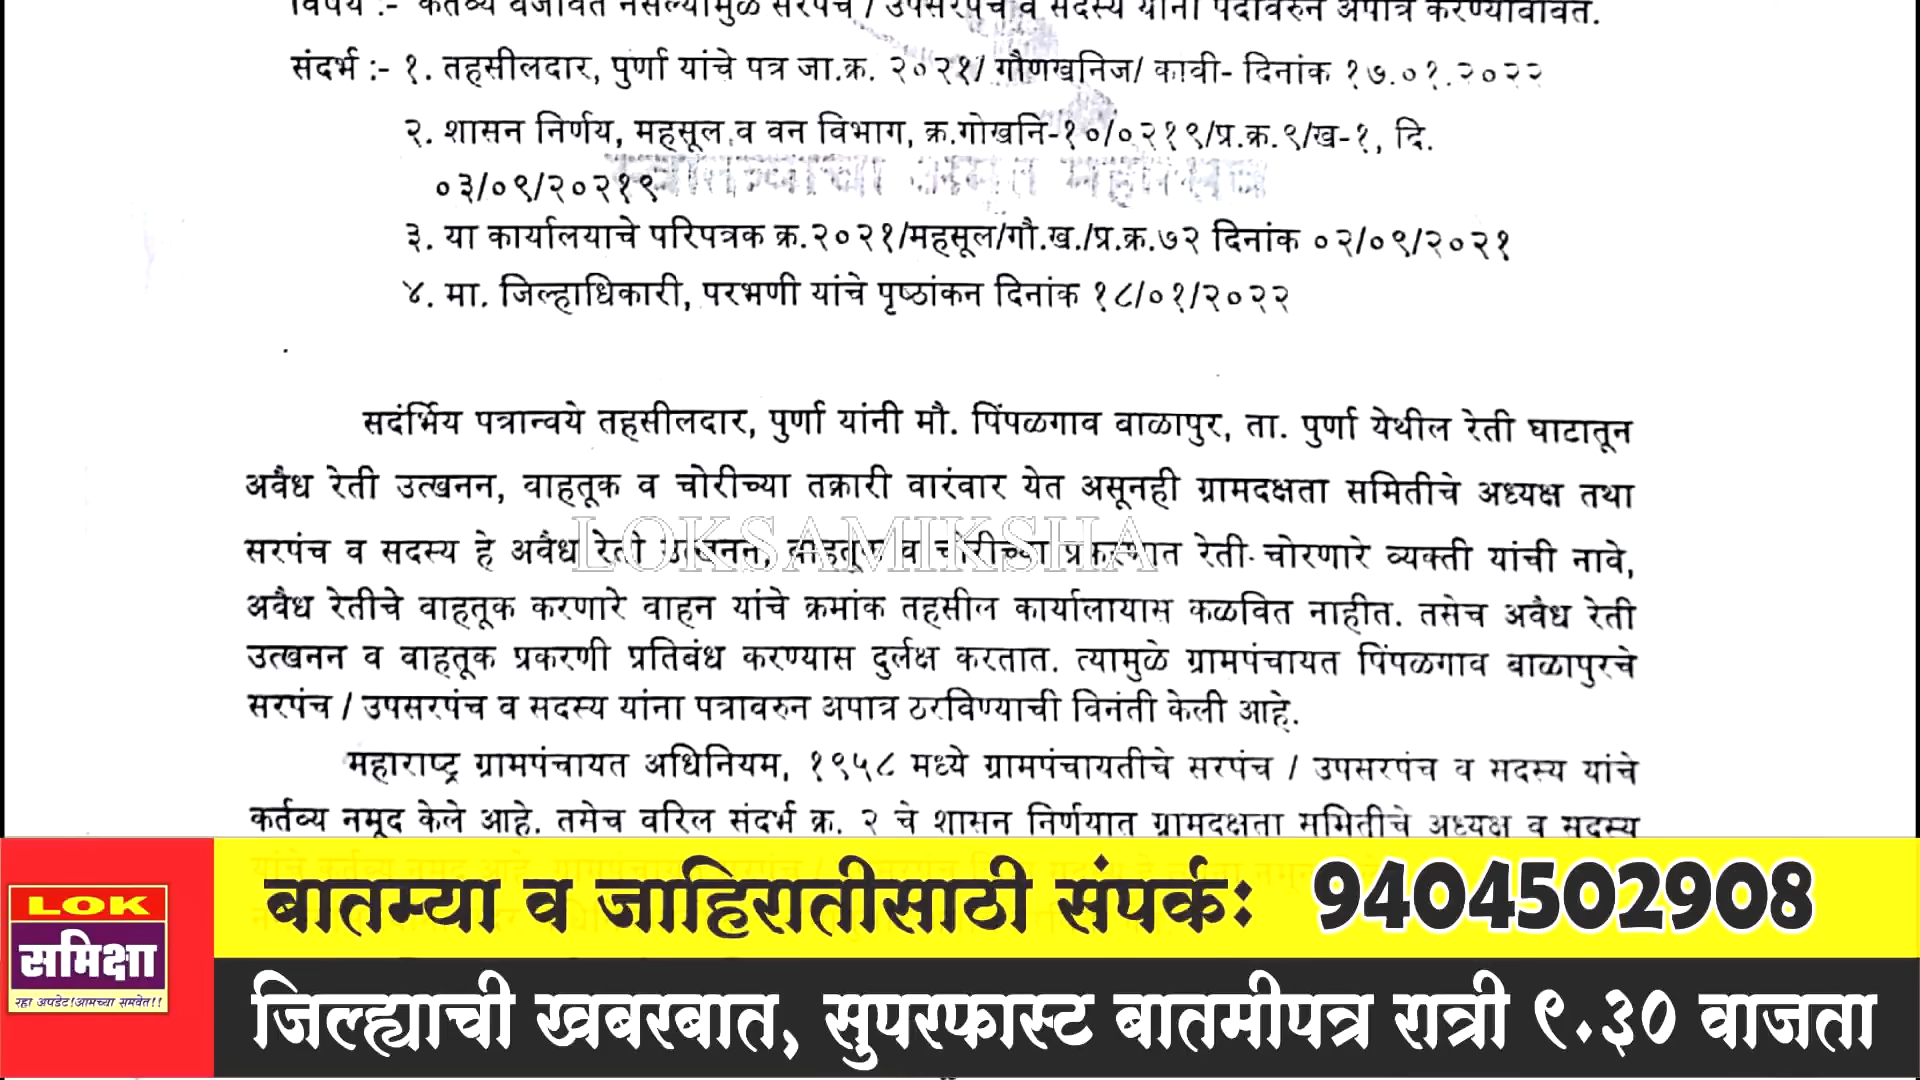 विषय :- कर्तव्य बजावत नसल्यामुळे सरपंच / उपसरपंच व सदस्य यांना पदावरुन अपात्र करण्याबाबत.
संदर्भ :- १. तहसीलदार, पुर्णा यांचे पत्र जा.क्र. २०२१/ गौणखनिज/ कावी- दिनांक १७.०१.२०२२
२. शासन निर्णय, महसूल व वन विभाग, क्र.गोखनि-१०/०२१९/प्र.क्र.९/ख-१, दि.
०३/०९/२०२१९
३. या कार्यालयाचे परिपत्रक क्र.२०२१/महसूल/गौ.ख./प्र.क्र.७२ दिनांक ०२/०९/२०२१
४. मा. जिल्हाधिकारी, परभणी यांचे पृष्ठांकन दिनांक १८/०१/२०२२
सदंर्भिय पत्रान्वये तहसीलदार, पुर्णा यांनी मौ. पिंपळगाव बाळापुर, ता. पुर्णा येथील रेती घाटातून
अवैध रेती उत्खनन, वाहतूक व चोरीच्या तक्रारी वारंवार येत असूनही ग्रामदक्षता समितीचे अध्यक्ष तथा
सरपंच व सदस्य हे अवैध रेती उत्खनन, वाहतूक व चोरीच्या प्रकरणात रेती चोरणारे व्यक्ती यांची नावे,
LOKSAMIKSHA
अवैध रेतीचे वाहतूक करणारे वाहन यांचे क्रमांक तहसील कार्यालायास कळवित नाहीत. तसेच अवैध रेती
उत्खनन व वाहतूक प्रकरणी प्रतिबंध करण्यास दुर्लक्ष करतात. त्यामुळे ग्रामपंचायत पिंपळगाव बाळापुरचे
सरपंच / उपसरपंच व सदस्य यांना पत्रावरुन अपात्र ठरविण्याची विनंती केली आहे.
महाराष्ट्र ग्रामपंचायत अधिनियम, १९५८ मध्ये ग्रामपंचायतीचे सरपंच / उपसरपंच व सदस्य यांचे
कर्तव्य नमूद केले आहे. तसेच वरिल संदर्भ क्र. २ चे शासन निर्णयात ग्रामदक्षता समितीचे अध्यक्ष व सदस्य
बातम्या व जाहिरातीसाठी संपर्कः 9404502908
LOK
समिक्षा
रहा अपडेट!आमच्या समवेत!!
जिल्ह्याची खबरबात, सुपरफास्ट बातमीपत्र रात्री ९.३० वाजता